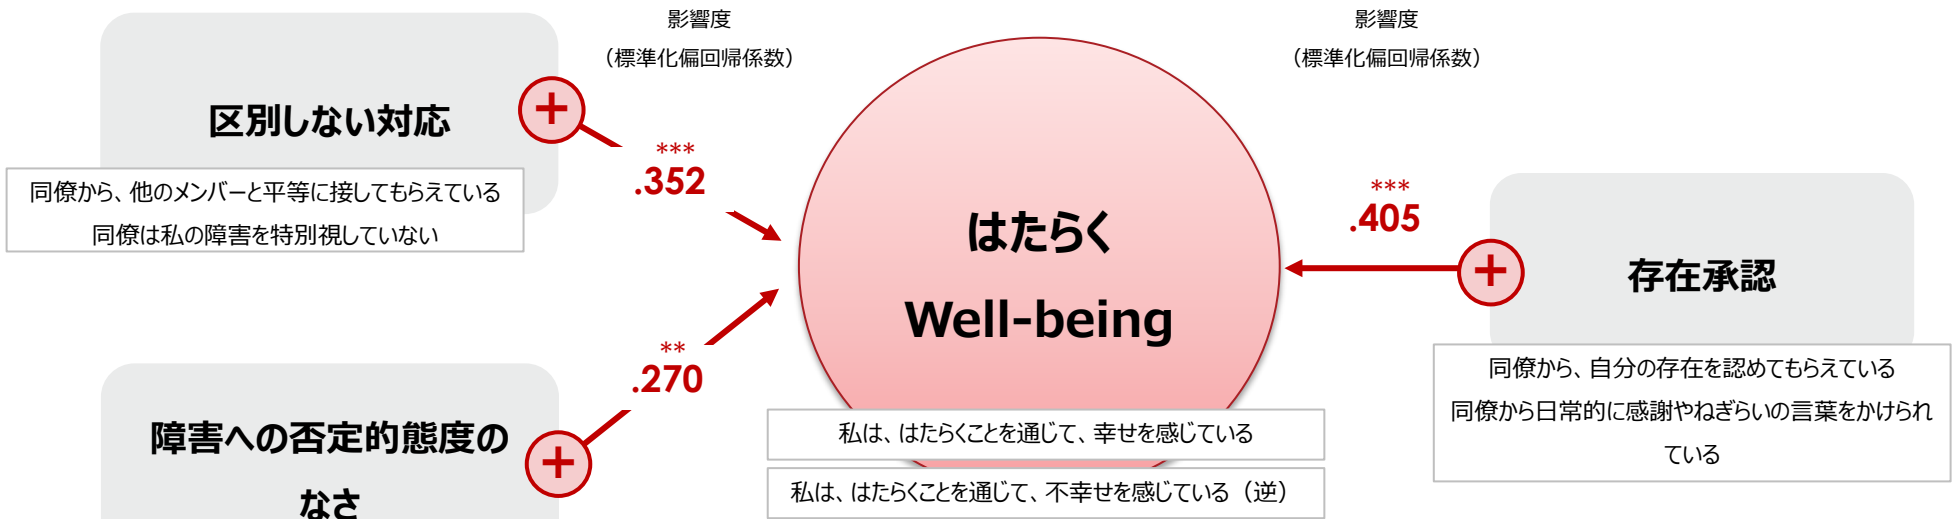 影響度
（標準化偏回帰係数）
区別しない対応
+
同僚から、他のメンバーと平等に接してもらえている
同僚は私の障害を特別視していない
***
.352
障害への否定的態度の
なさ
+
**
.270
はたらく
Well-being
私は、はたらくことを通じて、幸せを感じている
私は、はたらくことを通じて、不幸せを感じている（逆）
影響度
（標準化偏回帰係数）
***
.405
+
存在承認
同僚から、自分の存在を認めてもらえている
同僚から日常的に感謝やねぎらいの言葉をかけられ
ている